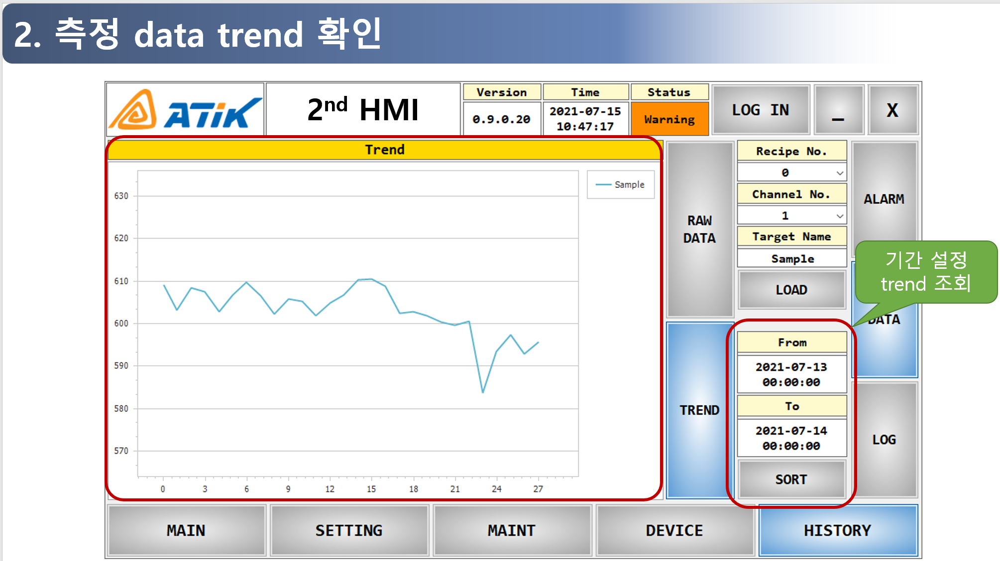 2. 측정 data trend 확인
ATiK
2nd HMI
Version
0.9.0.20
Time
2021-07-15
10:47:17
Status
Warning
LOG IN
_
X
Trend
630
620
610
600
590
580
570
0 3 6 9 12 15 18 21 24 27
Sample
RAW
DATA
TREND
Recipe No.
0
Channel No.
1
Target Name
Sample
LOAD
From
2021-07-13
00:00:00
To
2021-07-14
00:00:00
SORT
ALARM
기간 설정
trend 조회
DATA
LOG
MAIN
SETTING
MAINT
DEVICE
HISTORY